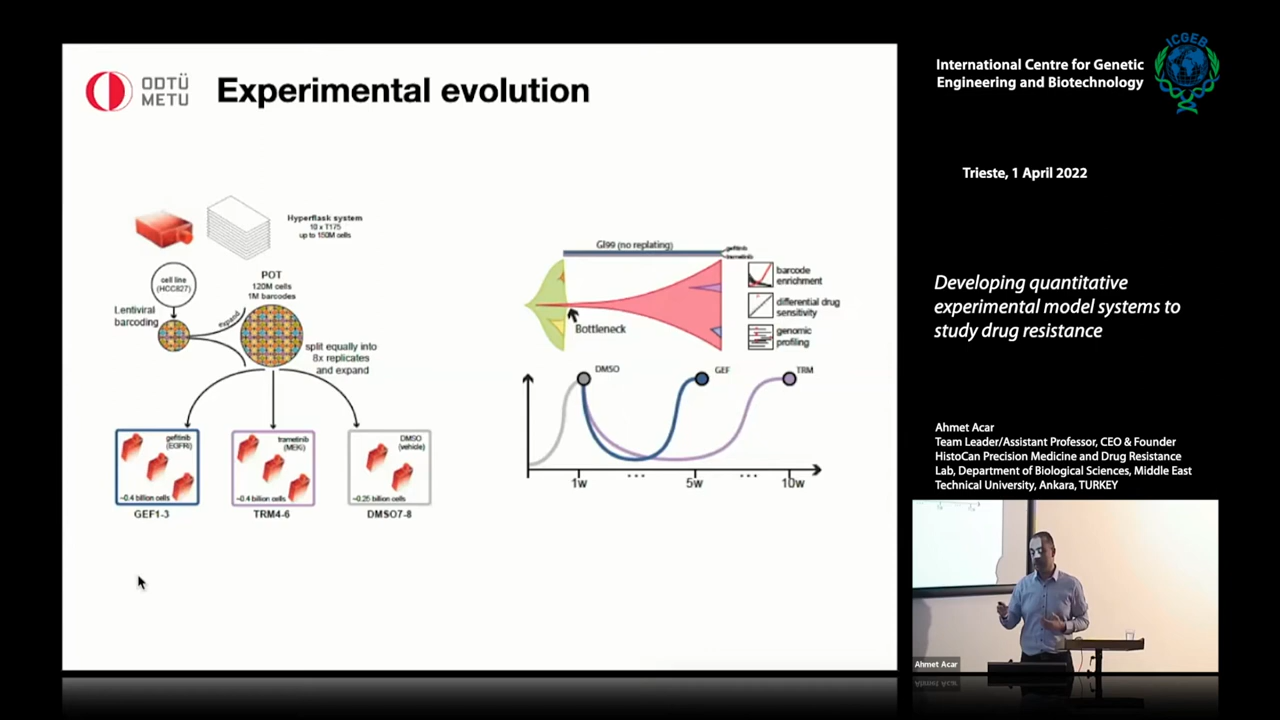 ODTÜ
METU
Experimental evolution
Hyperflask system
10 x T175
up to 150M cells
cell line
(HCC827)
POT
120M cells
1M barcodes
Lentiviral
barcoding
expand
split equally into
8x replicates
and expand
gefitinib
(EGFRi)
~0.4 billion cells
GEF1-3
trametinib
(MEKi)
~0.4 billion cells
TRM4-6
DMSO
(vehicle)
~0.25 billion cells
DMSO7-8
GI99 (no replating)
gefitinib
trametinib
Bottleneck
barcode
enrichment
differential drug
sensitivity
genomic
profiling
DMSO
GEF
TRM
1w
...
5w
...
10w
International Centre for Genetic
Engineering and Biotechnology
ICGEB
Trieste, 1 April 2022
Developing quantitative
experimental model systems to
study drug resistance
Ahmet Acar
Team Leader/Assistant Professor, CEO & Founder
HistoCan Precision Medicine and Drug Resistance
Lab, Department of Biological Sciences, Middle East
Technical University, Ankara, TURKEY
Ahmet Acar